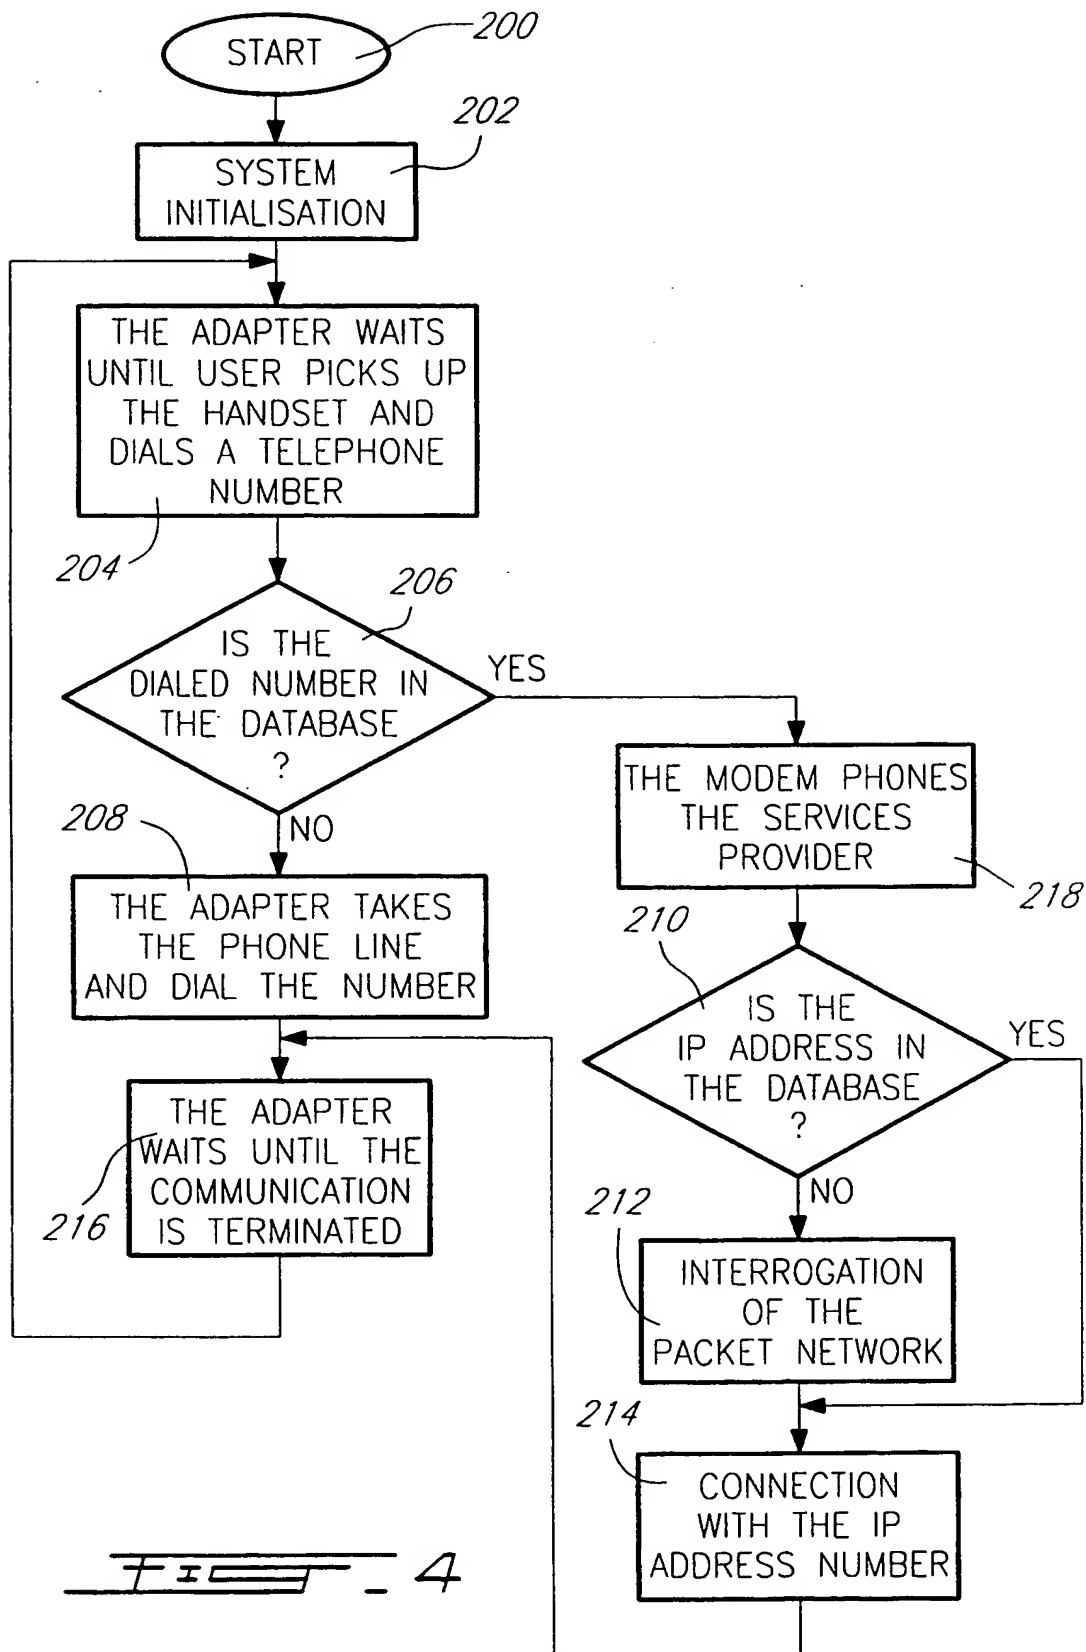 START
200
202
SYSTEM
INITIALISATION
THE ADAPTER WAITS
UNTIL USER PICKS UP
THE HANDSET AND
DIALS A TELEPHONE
NUMBER
204
206
IS THE
DIALED NUMBER IN
THE DATABASE
?
YES
NO
208
THE ADAPTER TAKES
THE PHONE LINE
AND DIAL THE NUMBER
THE ADAPTER
WAITS UNTIL THE
COMMUNICATION
IS TERMINATED
216
THE MODEM PHONES
THE SERVICES
PROVIDER
218
210
IS THE
IP ADDRESS IN
THE DATABASE
?
YES
NO
212
INTERROGATION
OF THE
PACKET NETWORK
214
CONNECTION
WITH THE IP
ADDRESS NUMBER
FIG_4